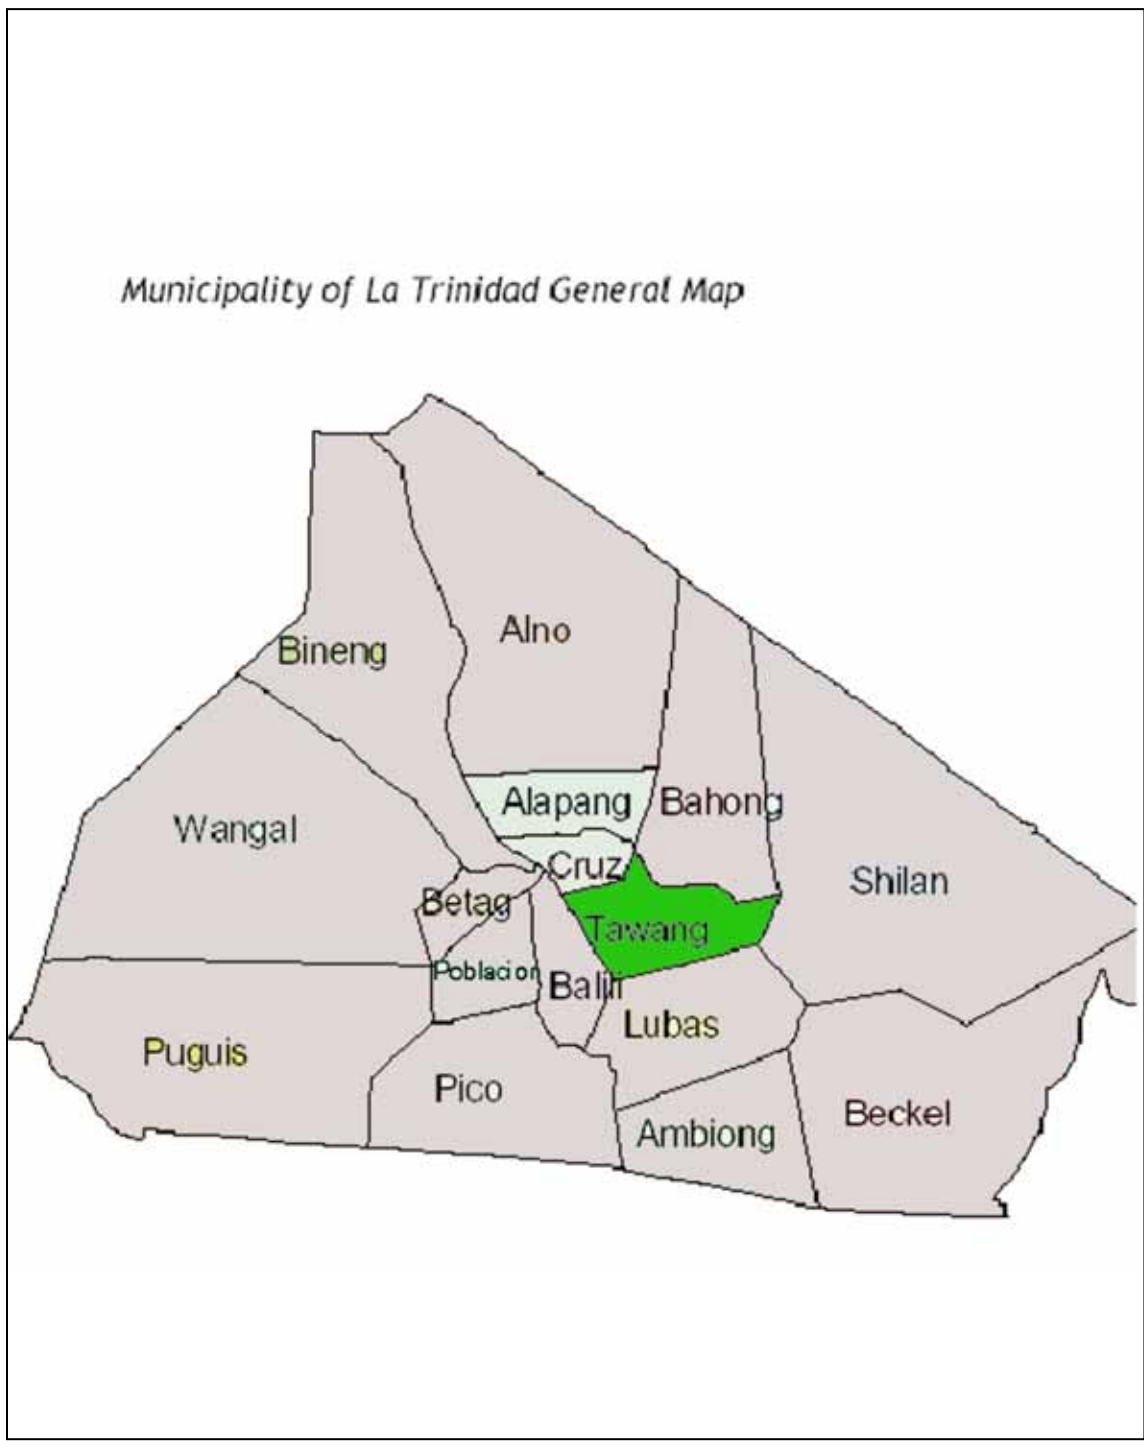 Municipality of La Trinidad General Map
Alno
Bineng
Alapang
Bahong
Wangal
Cruz
Shilan
Betag
Tawang
Poblacion
Balili
Lubas
Puguis
Pico
Beckel
Ambiong